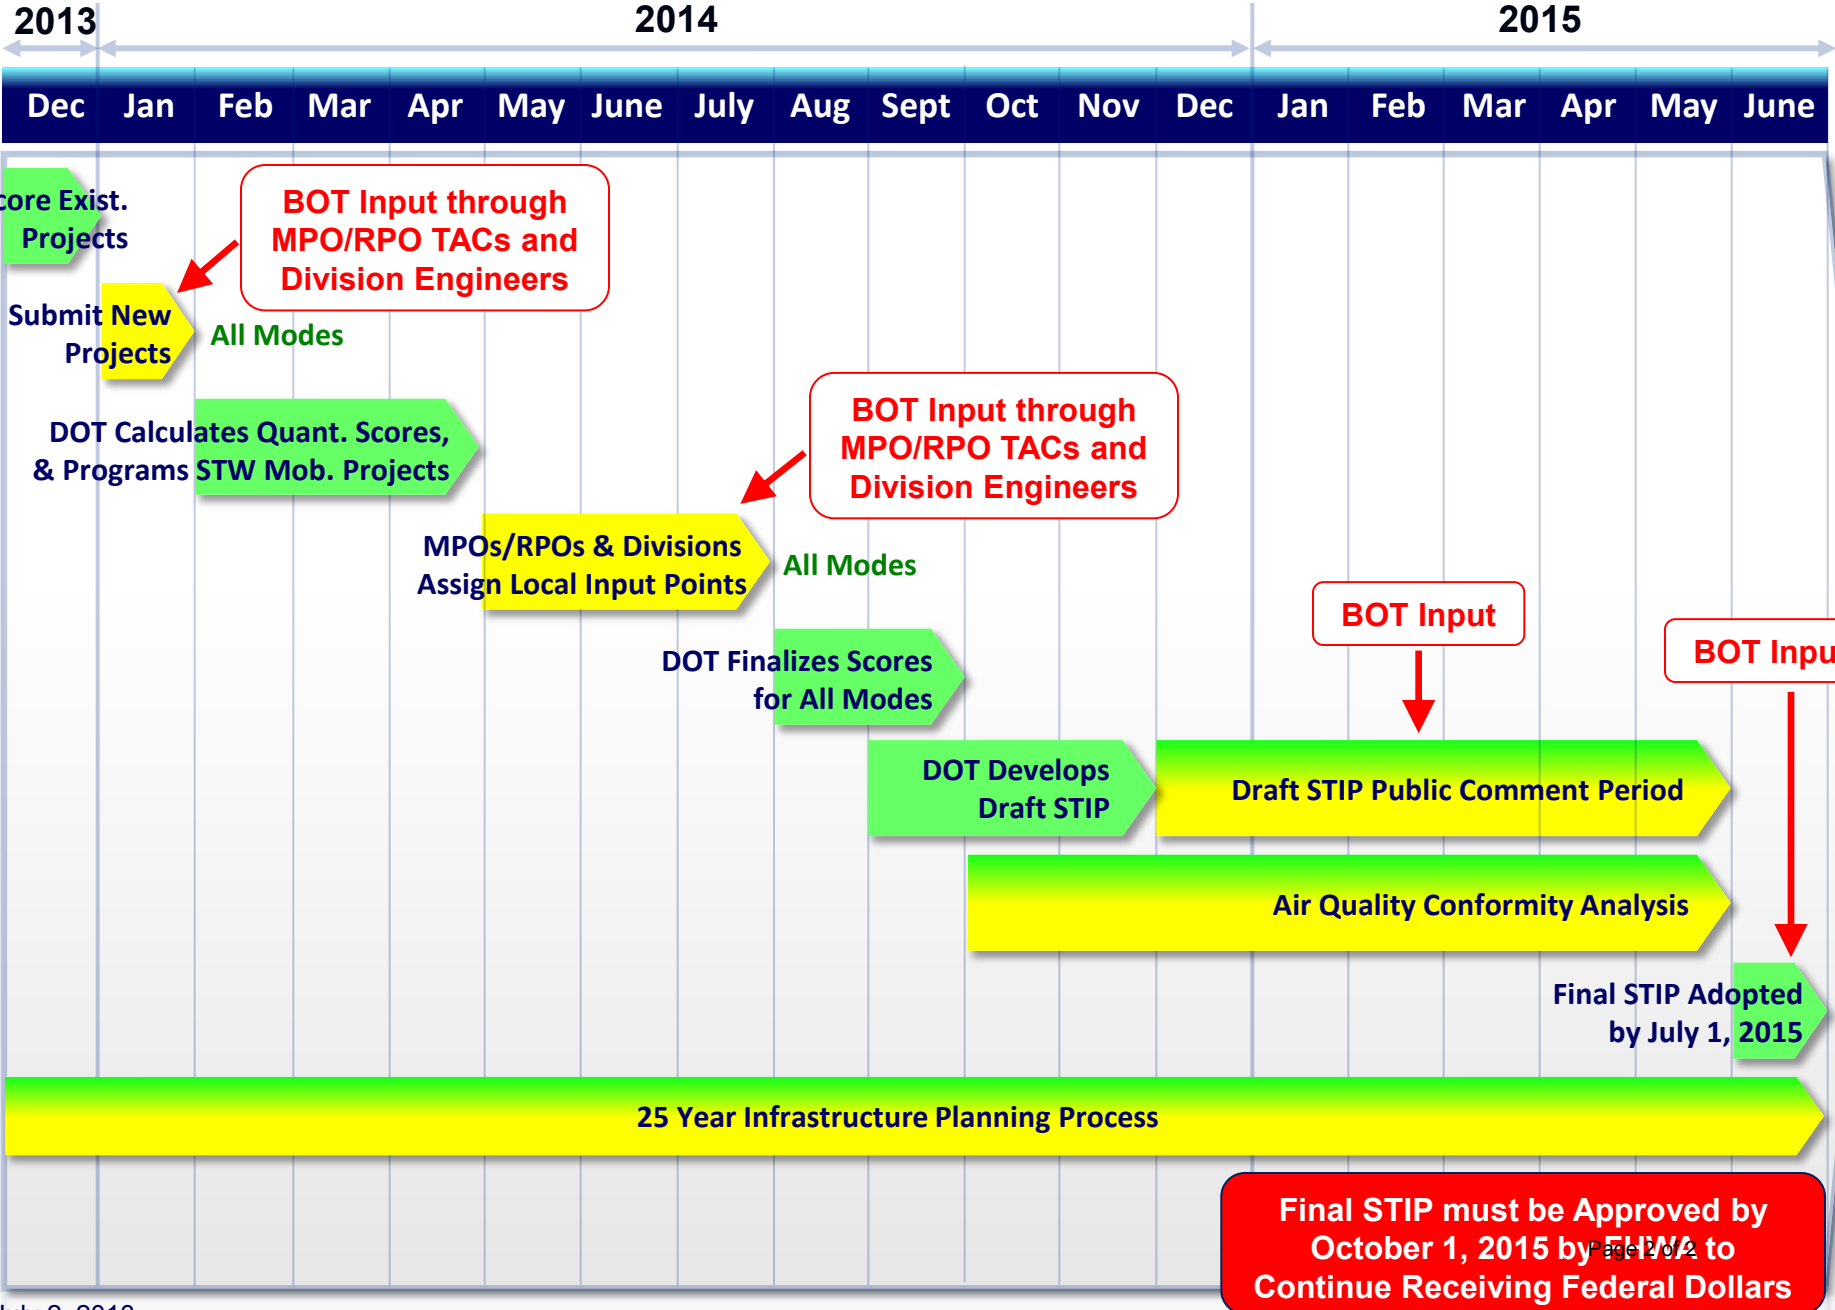 2013 2014 2015
Dec Jan Feb Mar Apr May June July Aug Sept Oct Nov Dec Jan Feb Mar Apr May June
core Exist.
Projects
BOT Input through
MPO/RPO TACs and
Division Engineers
Submit New
Projects
All Modes
DOT Calculates Quant. Scores,
& Programs STW Mob. Projects
BOT Input through
MPO/RPO TACs and
Division Engineers
MPOs/RPOs & Divisions
Assign Local Input Points
All Modes
BOT Input
BOT Inpu
DOT Finalizes Scores
for All Modes
DOT Develops
Draft STIP
Draft STIP Public Comment Period
Air Quality Conformity Analysis
Final STIP Adopted
by July 1, 2015
25 Year Infrastructure Planning Process
Final STIP must be Approved by
October 1, 2015 by FHWA to
Continue Receiving Federal Dollars
Page 2 of 2